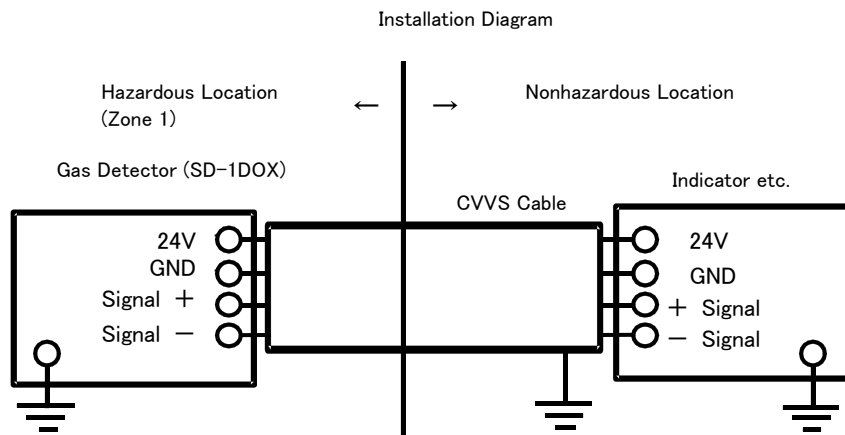 Installation Diagram
Hazardous Location
(Zone 1)
← →
Nonhazardous Location
Gas Detector (SD-1DOX)
CVVS Cable
Indicator etc.
24V
GND
Signal +
Signal -
24V
GND
+ Signal
- Signal